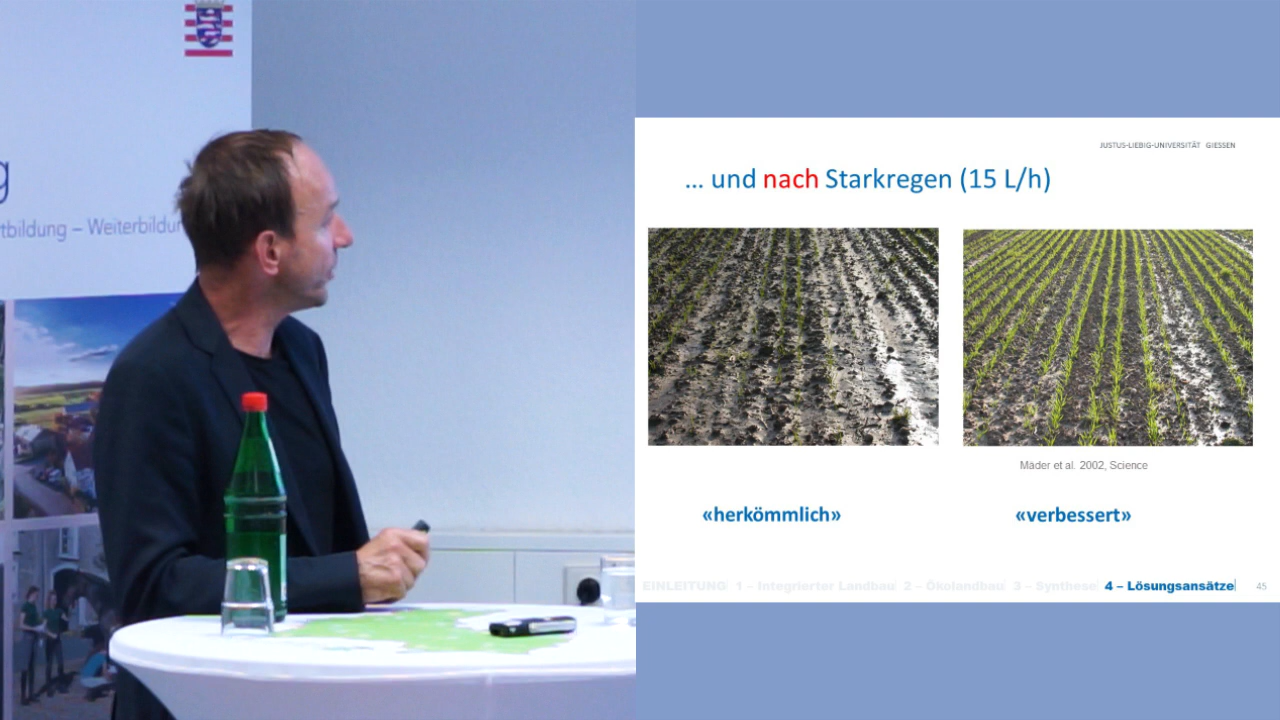 g
tbildung – Weiterbildun
JUSTUS-LIEBIG-UNIVERSITÄT GIESSEN
... und nach Starkregen (15 L/h)
Mäder et al. 2002, Science
«herkömmlich» «verbessert»
EINLEITUNG 1 – Integrierter Landbau 2 – Ökolandbau 3 – Synthese 4 – Lösungsansätze 45